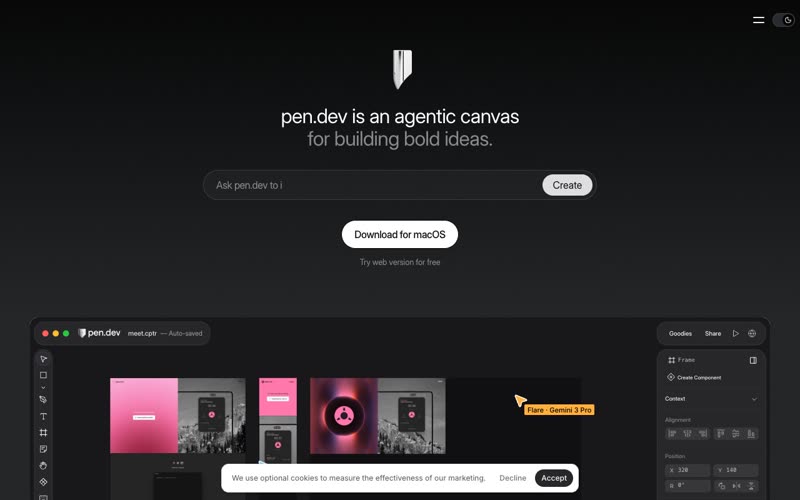 pen.dev is an agentic canvas
for building bold ideas.
Ask pen.dev to i
Create
Download for macOS
Try web version for free
pen.dev
meet.cptr — Auto-saved
Goodies
Share
Frame
Create Component
Context
Alignment
Position
X 320
Y 140
0°
T
Flare · Gemini 3 Pro
We use optional cookies to measure the effectiveness of our marketing.
Decline
Accept